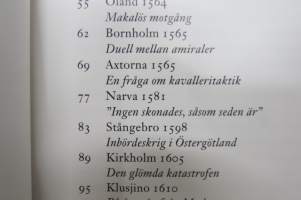 55 Öland 1564
Makalös motgång
62 Bornholm 1565
Duell mellan amiraler
69 Axtorna 1565
En fråga om kavalleritaktik
77 Narva 1581
"Ingen skonades, såsom seden är"
83 Stångebro 1598
Inbördeskrig i Östergötland
89 Kirkholm 1605
Den glömda katastrofen
95 Klusjino 1610